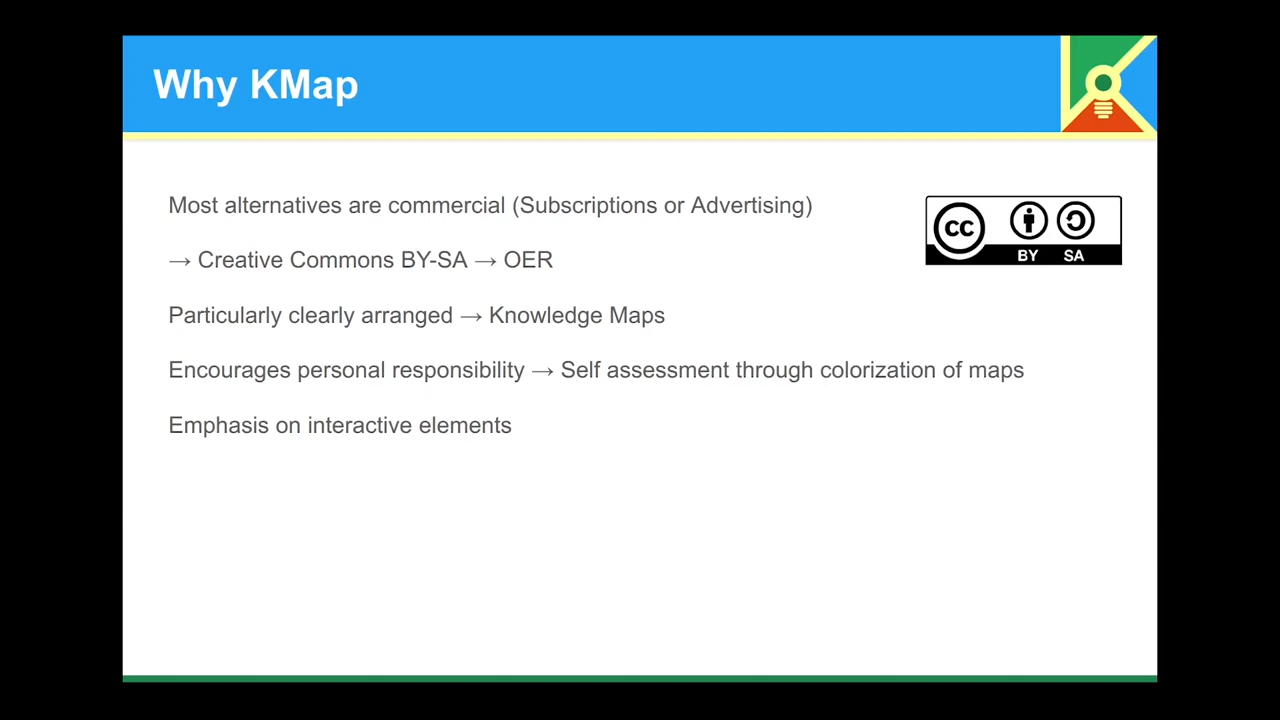 Why KMap
Most alternatives are commercial (Subscriptions or Advertising)
→ Creative Commons BY-SA → OER
Particularly clearly arranged → Knowledge Maps
Encourages personal responsibility → Self assessment through colorization of maps
Emphasis on interactive elements
cc
BY SA